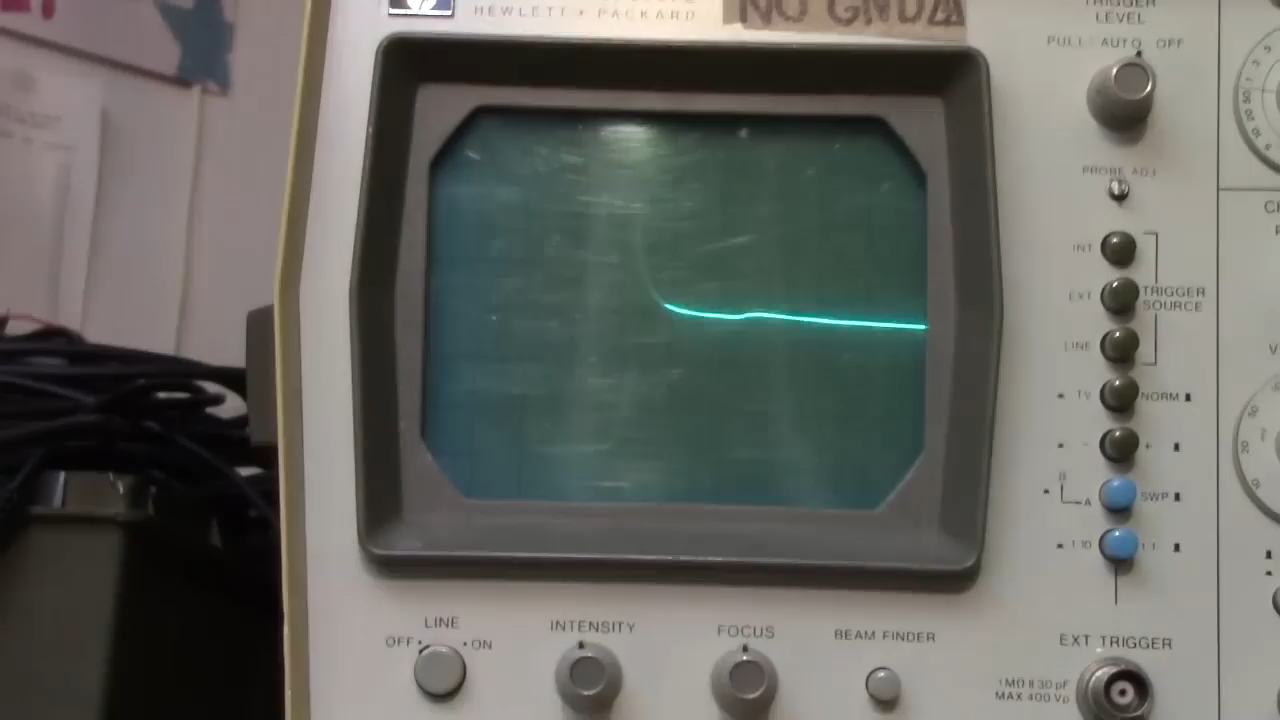 HEWLETT • PACKARD
NO GND⚠
TRIGGER
LEVEL
PULL: AUTO OFF
PROBE ADJ
INT
EXT
TRIGGER
SOURCE
LINE
TV
NORM
-
+
B
A
SWP
1:10
1:1
LINE
OFF
ON
INTENSITY
FOCUS
BEAM FINDER
EXT TRIGGER
1MΩ II 30 pF
MAX 400 Vp